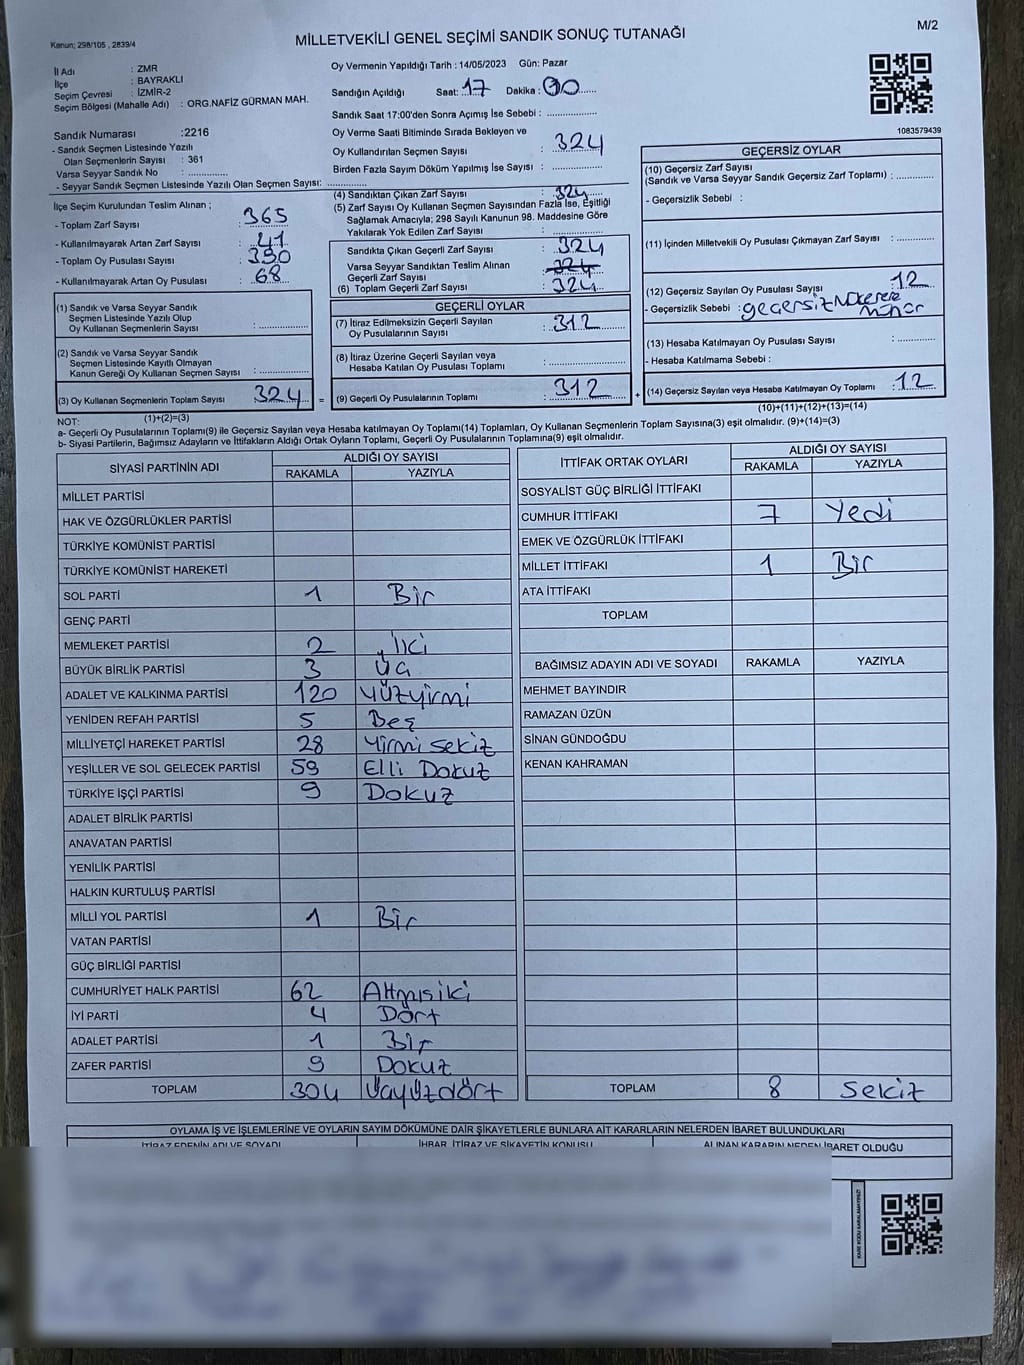 M/2
Kanun; 298/105 , 2839/4
MİLLETVEKİLİ GENEL SEÇİMİ SANDIK SONUÇ TUTANAĞI
İl Adı : ZMR
İlçe : BAYRAKLI
Seçim Çevresi : İZMİR-2
Seçim Bölgesi (Mahalle Adı) : ORG.NAFİZ GÜRMAN MAH.
Oy Vermenin Yapıldığı Tarih : 14/05/2023 Gün: Pazar
Sandığın Açıldığı Saat: 17 Dakika : 00
Sandık Saat 17:00'den Sonra Açımış İse Sebebi :
Sandık Numarası :2216
- Sandık Seçmen Listesinde Yazılı
Olan Seçmenlerin Sayısı : 361
Varsa Seyyar Sandık No :
- Seyyar Sandık Seçmen Listesinde Yazılı Olan Seçmen Sayısı:
Oy Verme Saati Bitiminde Sırada Bekleyen ve
Oy Kullandırılan Seçmen Sayısı : 324
Birden Fazla Sayım Döküm Yapılmış İse Sayısı :
1083579439
İlçe Seçim Kurulundan Teslim Alınan ;
- Toplam Zarf Sayısı : 365
- Kullanılmayarak Artan Zarf Sayısı : 41
- Toplam Oy Pusulası Sayısı : 390
- Kullanılmayarak Artan Oy Pusulası : 68
(4) Sandıktan Çıkan Zarf Sayısı : 324
(5) Zarf Sayısı Oy Kullanan Seçmen Sayısından Fazla İse, Eşitliği
Sağlamak Amacıyla; 298 Sayılı Kanunun 98. Maddesine Göre
Yakılarak Yok Edilen Zarf Sayısı :
Sandıkta Çıkan Geçerli Zarf Sayısı : 324
Varsa Seyyar Sandıktan Teslim Alınan
Geçerli Zarf Sayısı : 324
(6) Toplam Geçerli Zarf Sayısı : 324
GEÇERSİZ OYLAR
(10) Geçersiz Zarf Sayısı
(Sandık ve Varsa Seyyar Sandık Geçersiz Zarf Toplamı) :
- Geçersizlik Sebebi :
(11) İçinden Milletvekili Oy Pusulası Çıkmayan Zarf Sayısı :
(12) Geçersiz Sayılan Oy Pusulası Sayısı : 12
- Geçersizlik Sebebi : geçersiz mükerere mühür
(13) Hesaba Katılmayan Oy Pusulası Sayısı :
- Hesaba Katılmama Sebebi :
(14) Geçersiz Sayılan veya Hesaba Katılmayan Oy Toplamı : 12
(10)+(11)+(12)+(13)=(14)
(1) Sandık ve Varsa Seyyar Sandık
Seçmen Listesinde Yazılı Olup
Oy Kullanan Seçmenlerin Sayısı :
(2) Sandık ve Varsa Seyyar Sandık
Seçmen Listesinde Kayıtlı Olmayan
Kanun Gereği Oy Kullanan Seçmen Sayısı :
(3) Oy Kullanan Seçmenlerin Toplam Sayısı : 324 =
(1)+(2)=(3)
GEÇERLİ OYLAR
(7) İtiraz Edilmeksizin Geçerli Sayılan
Oy Pusulalarının Sayısı : 312
(8) İtiraz Üzerine Geçerli Sayılan veya
Hesaba Katılan Oy Pusulası Toplamı :
(9) Geçerli Oy Pusulalarının Toplamı : 312 +
NOT:
a- Geçerli Oy Pusulaları Toplamı(9) ile Geçersiz Sayılan veya Hesaba katılmayan Oy Toplamı(14) Toplamları, Oy Kullanan Seçmenlerin Toplam Sayısına(3) eşit olmalıdır. (9)+(14)=(3)
b- Siyasi Partilerin, Bağımsız Adayların ve İttifakların Aldığı Ortak Oyların Toplamı, Geçerli Oy Pusulalarının Toplamına(9) eşit olmalıdır.
SİYASİ PARTİNİN ADI ALDIĞI OY SAYISI
RAKAMLA YAZIYLA
MİLLET PARTİSİ
HAK VE ÖZGÜRLÜKLER PARTİSİ
TÜRKİYE KOMÜNİST PARTİSİ
TÜRKİYE KOMÜNİST HAREKETİ
SOL PARTİ 1 Bir
GENÇ PARTİ
MEMLEKET PARTİSİ 2 İki
BÜYÜK BİRLİK PARTİSİ 3 Üç
ADALET VE KALKINMA PARTİSİ 120 Yüzyirmi
YENİDEN REFAH PARTİSİ 5 Beş
MİLLİYETÇİ HAREKET PARTİSİ 28 Yirmi sekiz
YEŞİLLER VE SOL GELECEK PARTİSİ 59 Elli Dokuz
TÜRKİYE İŞÇİ PARTİSİ 9 Dokuz
ADALET BİRLİK PARTİSİ
ANAVATAN PARTİSİ
YENİLİK PARTİSİ
HALKIN KURTULUŞ PARTİSİ
MİLLİ YOL PARTİSİ 1 Bir
VATAN PARTİSİ
GÜÇ BİRLİĞİ PARTİSİ
CUMHURİYET HALK PARTİSİ 62 Altmışiki
İYİ PARTİ 4 Dört
ADALET PARTİSİ 1 Bir
ZAFER PARTİSİ 9 Dokuz
TOPLAM 304 Üçyüzdört
İTTİFAK ORTAK OYLARI ALDIĞI OY SAYISI
RAKAMLA YAZIYLA
SOSYALİST GÜÇ BİRLİĞİ İTTİFAKI
CUMHUR İTTİFAKI 7 Yedi
EMEK VE ÖZGÜRLÜK İTTİFAKI
MİLLET İTTİFAKI 1 Bir
ATA İTTİFAKI
TOPLAM
BAĞIMSIZ ADAYIN ADI VE SOYADI RAKAMLA YAZIYLA
MEHMET BAYINDIR
RAMAZAN ÜZÜN
SİNAN GÜNDOĞDU
KENAN KAHRAMAN
TOPLAM 8 Sekiz
OYLAMA İŞ VE İŞLEMLERİNE VE OYLARIN SAYIM DÖKÜMÜNE DAİR ŞİKAYETLERLE BUNLARA AİT KARARLARIN NELERDEN İBARET BULUNDUKLARI
İTİRAZ EDENİN ADI VE SOYADI İHBAR, İTİRAZ VE ŞİKAYETİN KONUSU ALINAN KARARIN NEDEN İBARET OLDUĞU